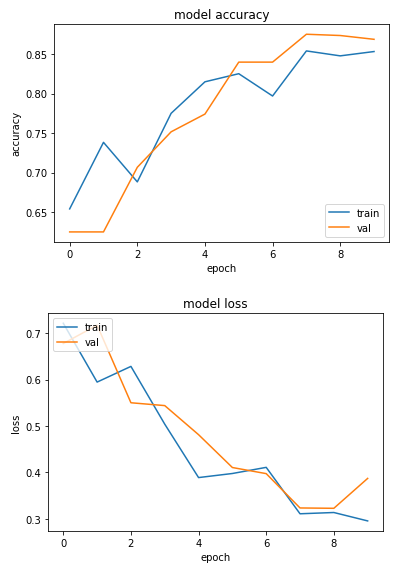 model accuracy
0.85
0.80
0.75
0.70
0.65
accuracy
train
val
0 2 4 6 8
epoch
model loss
train
val
0.7
0.6
0.5
0.4
0.3
loss
0 2 4 6 8
epoch